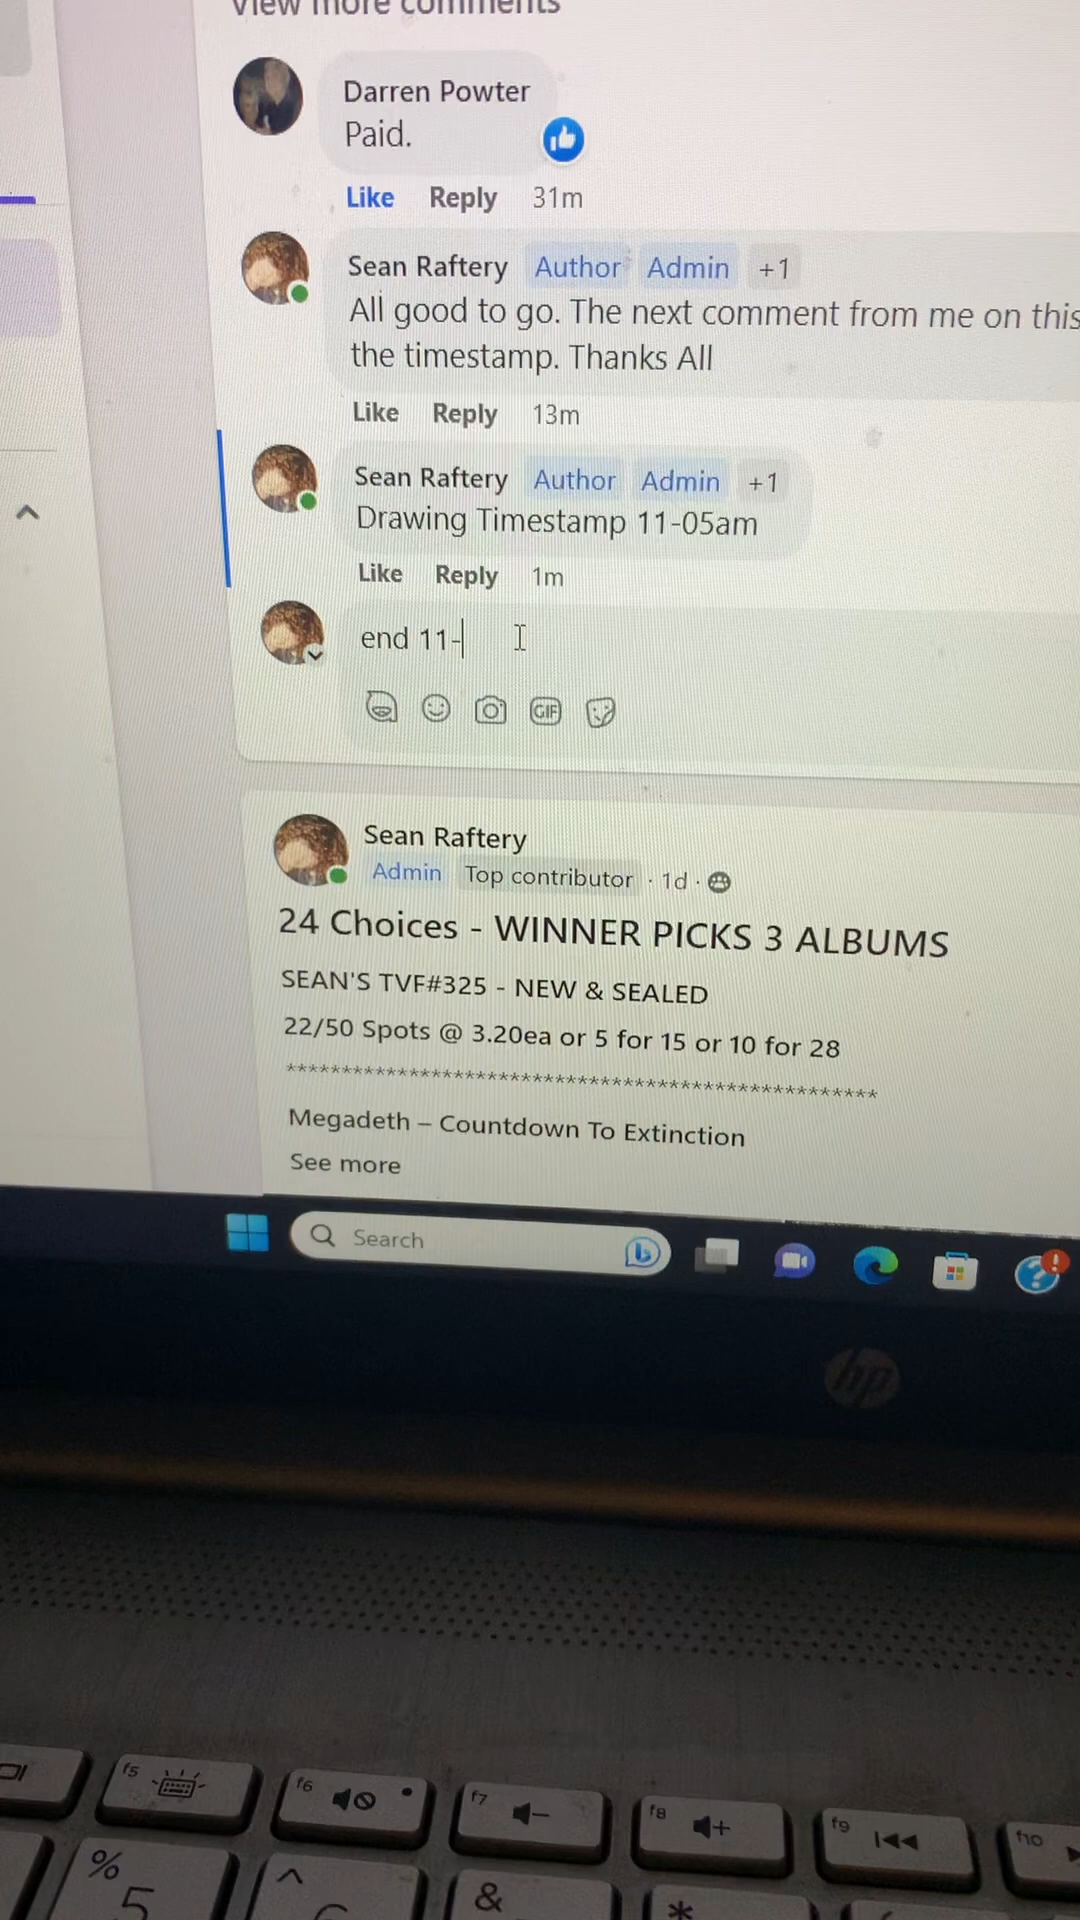 View more comments
Darren Powter
Paid.
Like Reply 31m
Sean Raftery Author Admin +1
All good to go. The next comment from me on this
the timestamp. Thanks All
Like Reply 13m
Sean Raftery Author Admin +1
Drawing Timestamp 11-05am
Like Reply 1m
end 11-
GIF
Sean Raftery
Admin Top contributor · 1d ·
24 Choices - WINNER PICKS 3 ALBUMS
SEAN'S TVF#325 - NEW & SEALED
22/50 Spots @ 3.20ea or 5 for 15 or 10 for 28
******************************************************
Megadeth – Countdown To Extinction
See more
Search
hp
f5 f6 f7 f8 f9 f10
% 5 ^ & *